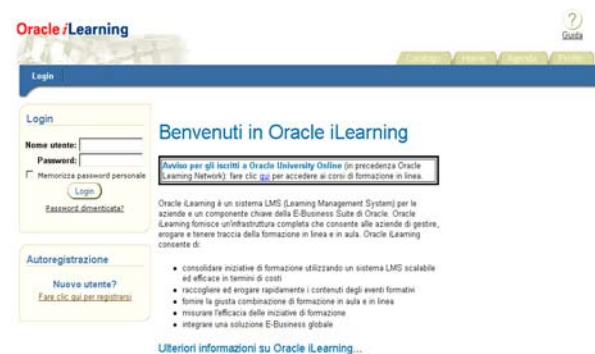 Oracle iLearning
Guida
Catalogo Home Agenda Profilo
Login
Login
Nome utente:
Password:
Memorizza password personale
Login
Password dimenticata?
Autoregistrazione
Nuovo utente?
Fare clic qui per registrarsi
Benvenuti in Oracle iLearning
Avviso per gli iscritti a Oracle University Online (in precedenza Oracle
Learning Network): fare clic qui per accedere ai corsi di formazione in linea.
Oracle iLearning è un sistema LMS (Learning Management System) per le
aziende e un componente chiave della E-Business Suite di Oracle. Oracle
iLearning fornisce un'infrastruttura completa che consente alle aziende di gestire,
erogare e tenere traccia della formazione in linea e in aula. Oracle iLearning
consente di:
consolidare iniziative di formazione utilizzando un sistema LMS scalabile
ed efficace in termini di costi
raccogliere ed erogare rapidamente i contenuti degli eventi formativi
fornire la giusta combinazione di formazione in aula e in linea
misurare l'efficacia delle iniziative di formazione
integrare una soluzione E-Business globale
Ulteriori informazioni su Oracle iLearning...